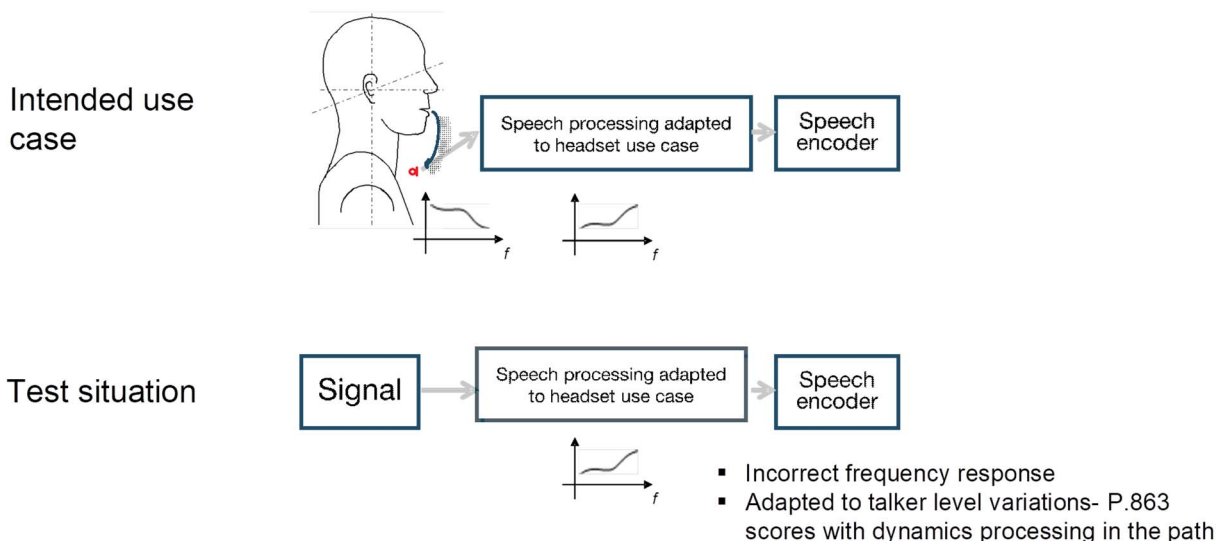 Intended use
case
Speech processing adapted
to headset use case
Speech
encoder
f
f
Test situation
Signal
Speech processing adapted
to headset use case
Speech
encoder
f
▪ Incorrect frequency response
▪ Adapted to talker level variations- P.863
scores with dynamics processing in the path